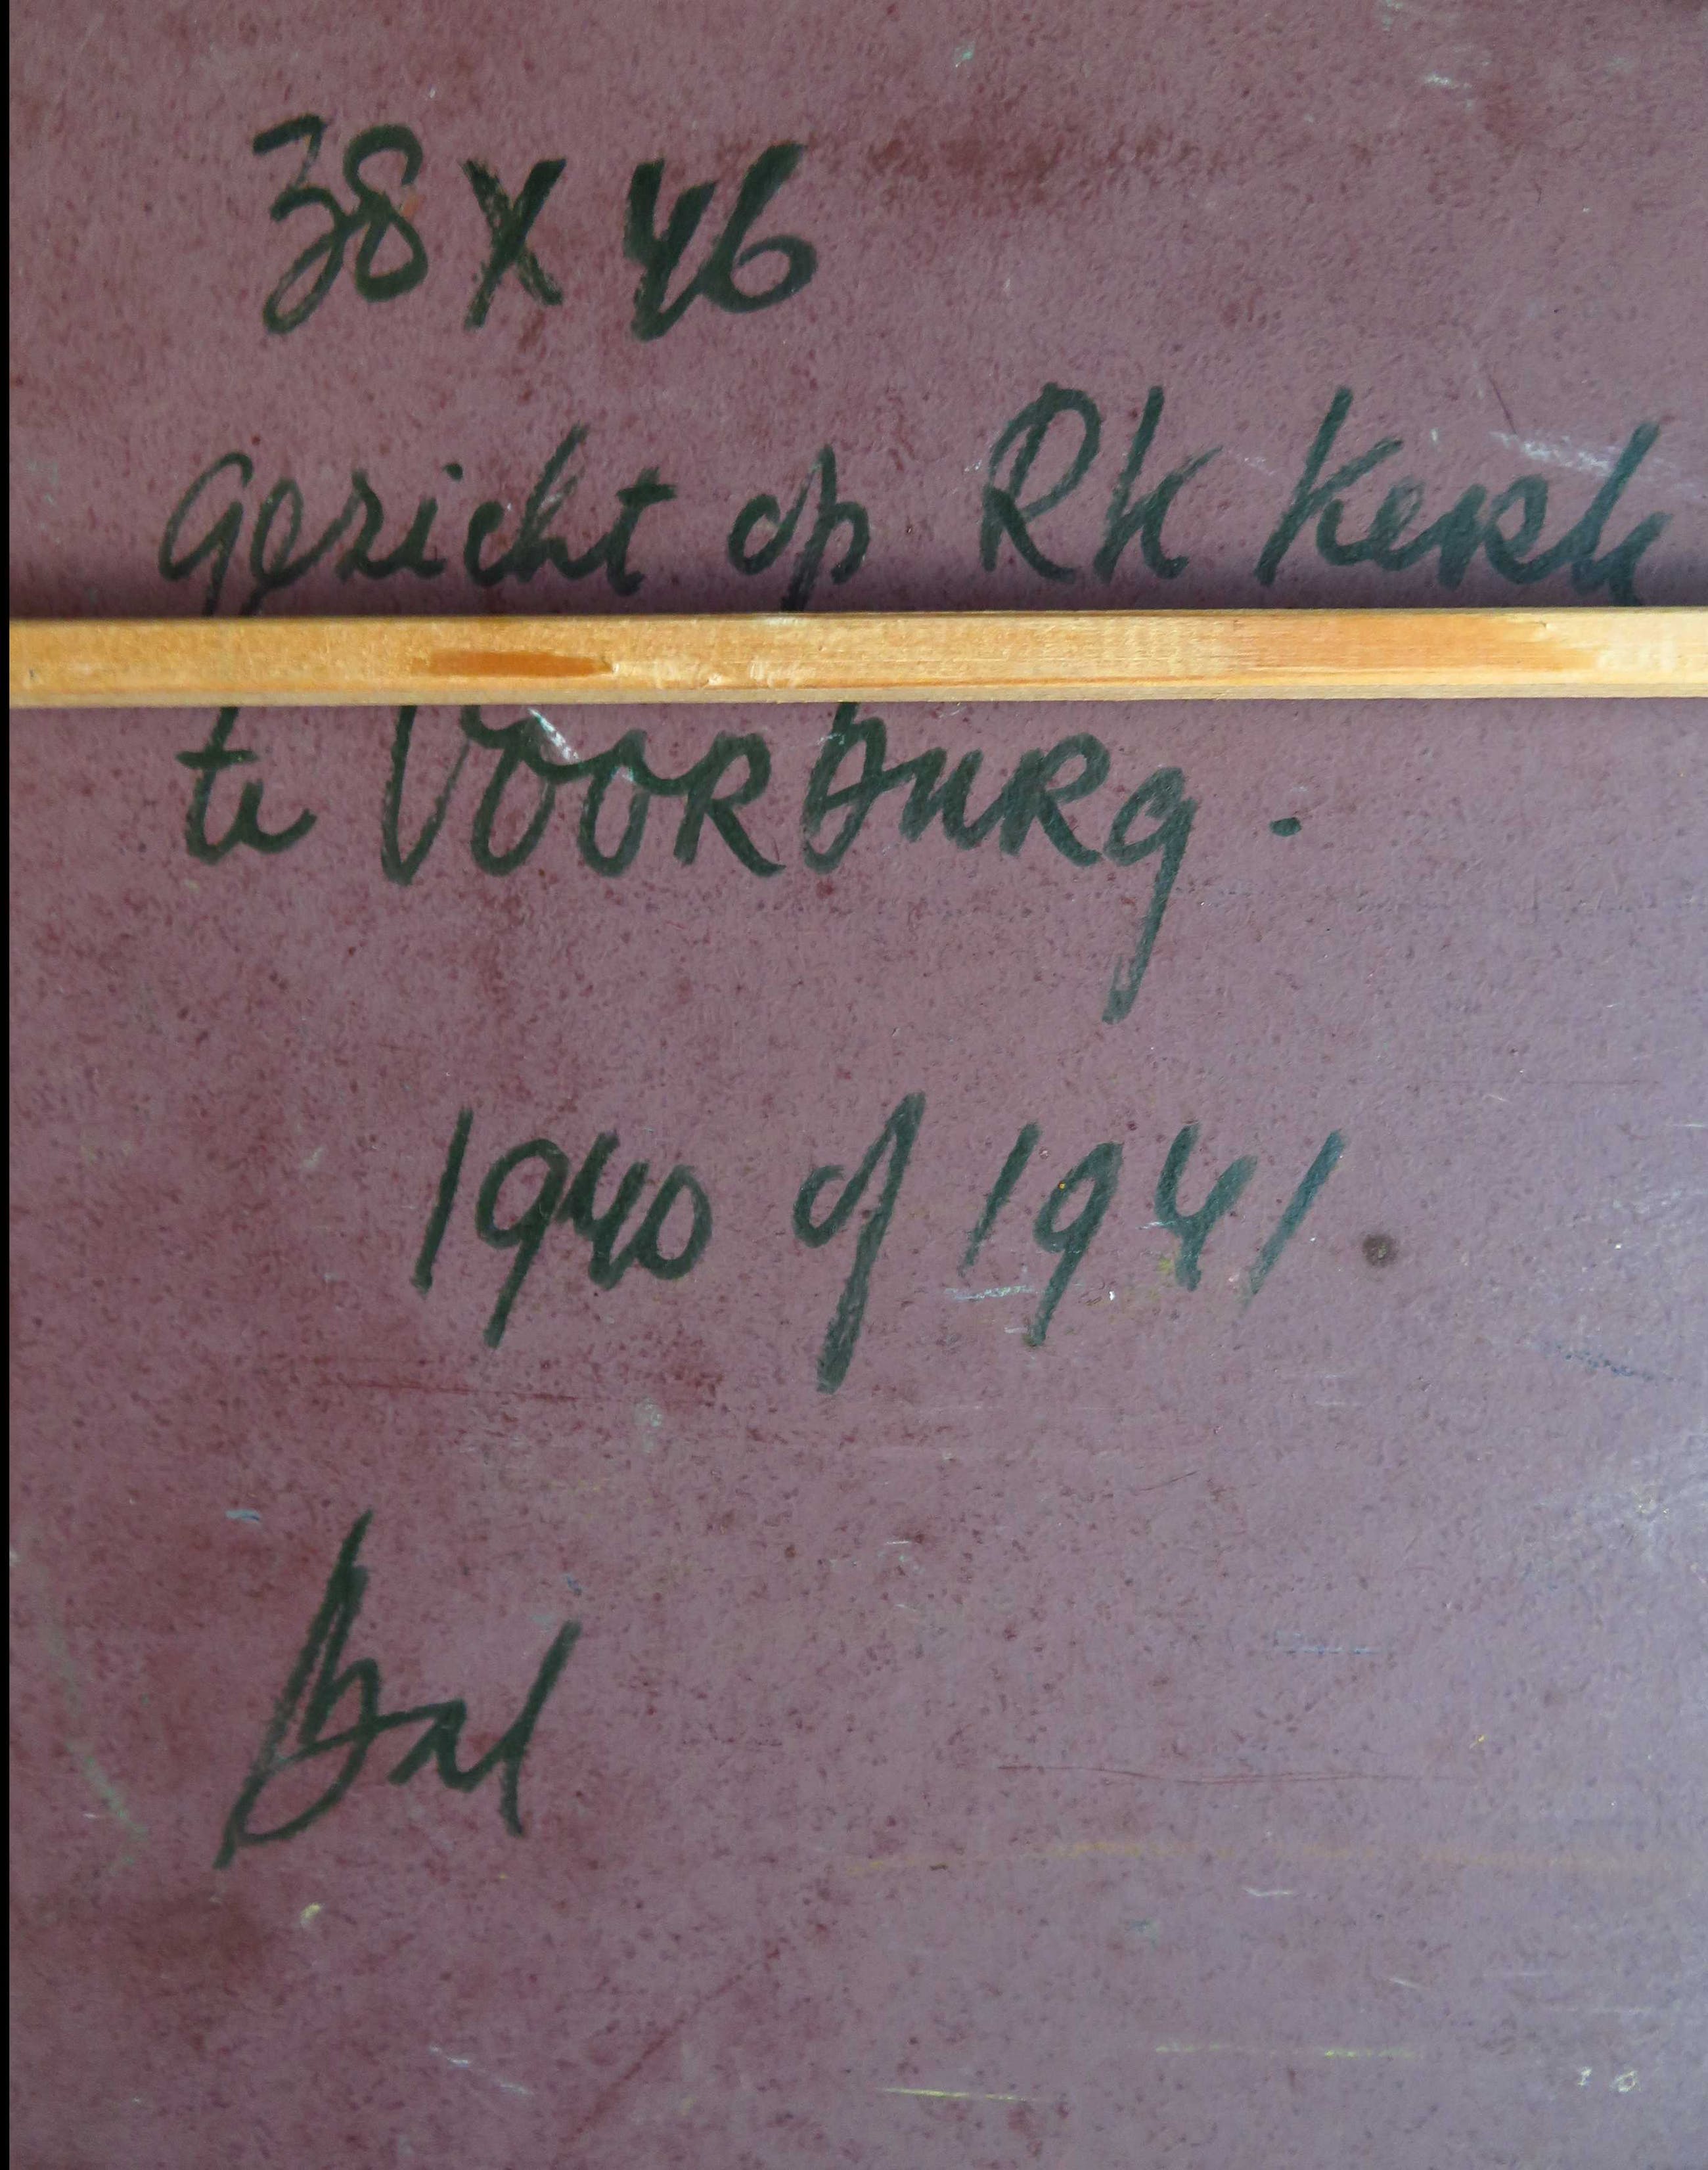 38 X 46
gezicht op Rk Kerk
te Voorburg.
1940 of 1941